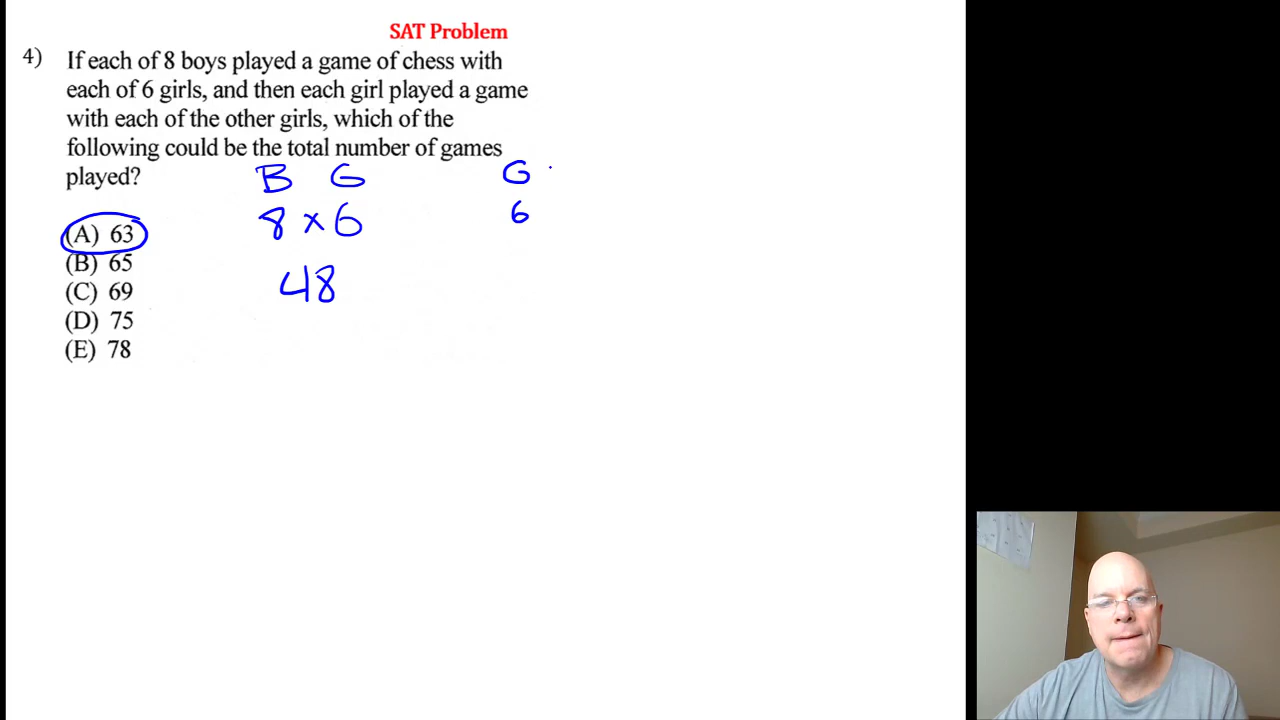 SAT Problem
4) If each of 8 boys played a game of chess with
each of 6 girls, and then each girl played a game
with each of the other girls, which of the
following could be the total number of games
played?
B G G
8 x 6 6
(A) 63
(B) 65
48
(C) 69
(D) 75
(E) 78